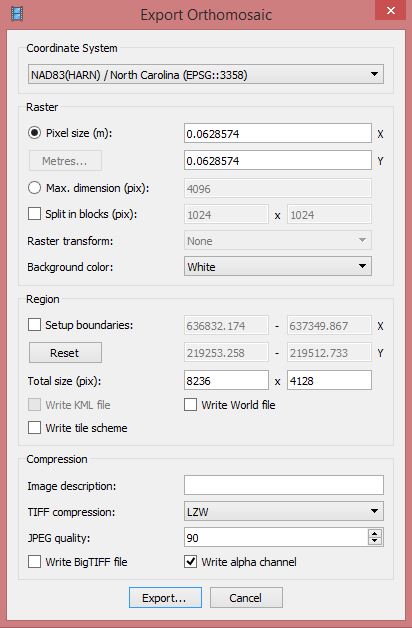 Export Orthomosaic
Coordinate System
NAD83(HARN) / North Carolina (EPSG::3358)
Raster
Pixel size (m): 0.0628574 X
Metres... 0.0628574 Y
Max. dimension (pix): 4096
Split in blocks (pix): 1024 x 1024
Raster transform: None
Background color: White
Region
Setup boundaries: 636832.174 - 637349.867 X
Reset 219253.258 - 219512.733 Y
Total size (pix): 8236 x 4128
Write KML file Write World file
Write tile scheme
Compression
Image description:
TIFF compression: LZW
JPEG quality: 90
Write BigTIFF file Write alpha channel
Export... Cancel